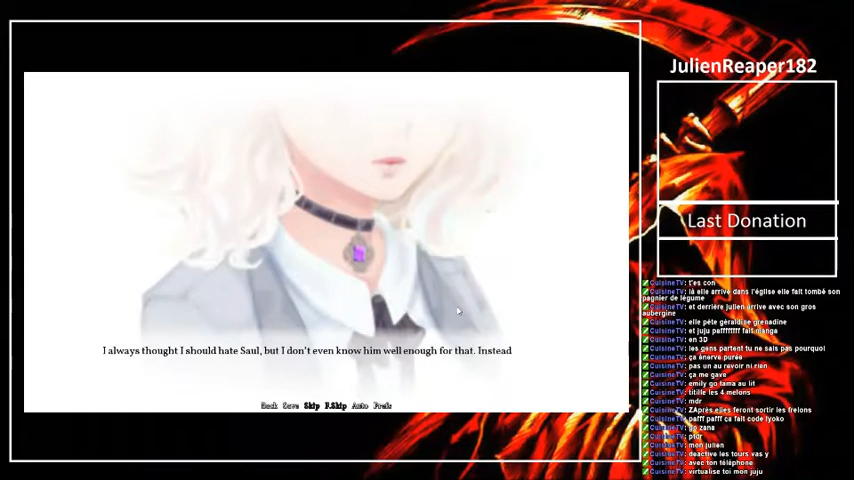 JulienReaper182
Last Donation
I always thought I should hate Saul, but I don't even know him well enough for that. Instead
Back Save Skip F.Skip Auto Prefs
CuisineTV: t'es con
CuisineTV: là elle arrive dans l'église elle fait tombé son
pagnier de légume
CuisineTV: et derrière julien arrive avec son gros
aubergine
CuisineTV: elle pète géraldine grenadine
CuisineTV: et juju pafffffff fait manga
CuisineTV: en 3D
CuisineTV: les gens partent tu ne sais pas pourquoi
CuisineTV: ça énerve purée
CuisineTV: pas un au revoir ni rien
CuisineTV: ça me gave
CuisineTV: emily go fama au lit
CuisineTV: titille les 4 melons
CuisineTV: mdr
CuisineTV: ZAprès elles feront sortir les frelons
CuisineTV: pafff pafff ça fait code lyoko
CuisineTV: go zana
CuisineTV: ptdr
CuisineTV: mon julien
CuisineTV: deactive les tours vas y
CuisineTV: avec ton téléphone
CuisineTV: virtualise toi mon juju